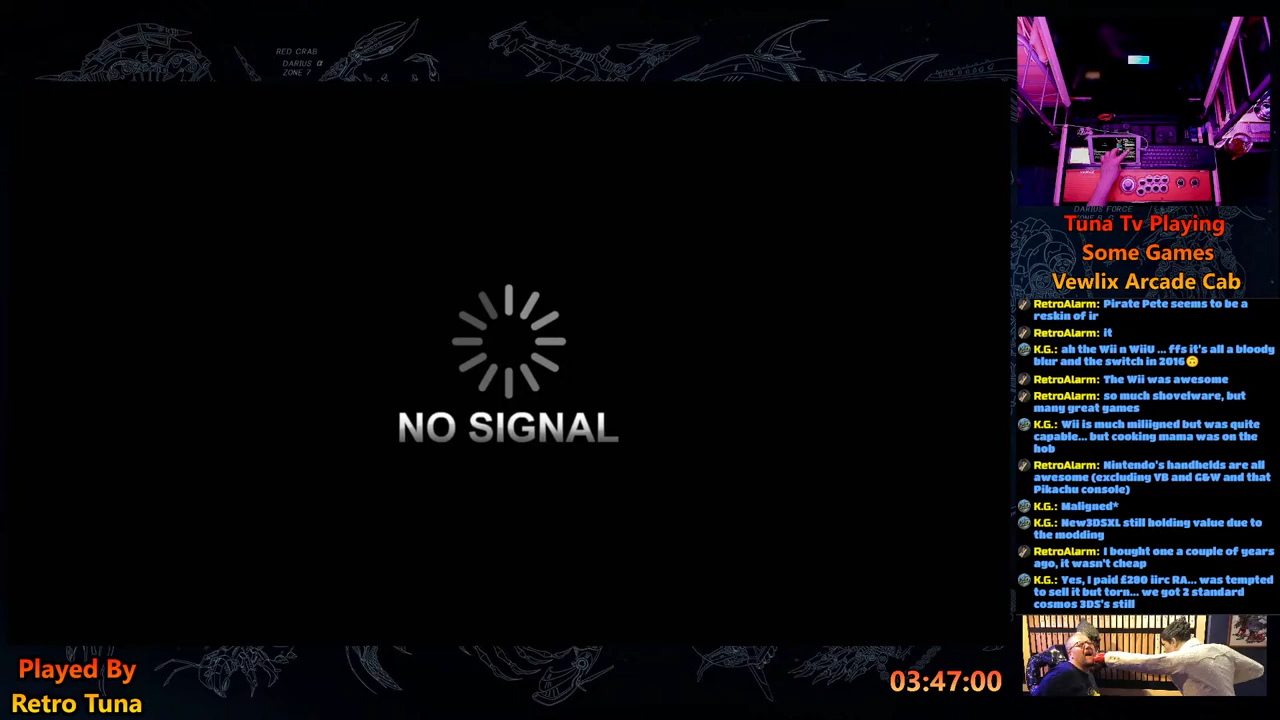 RED CRAB
DARIUS α
ZONE 7
NO SIGNAL
Played By
Retro Tuna
03:47:00
DARIUS FORCE
Tuna Tv Playing
Some Games
Vewlix Arcade Cab
RetroAlarm: Pirate Pete seems to be a
reskin of ir
RetroAlarm: it
K.G.: ah the Wii n WiiU ... ffs it's all a bloody
blur and the switch in 2016🙃
RetroAlarm: The Wii was awesome
RetroAlarm: so much shovelware, but
many great games
K.G.: Wii is much miligned but was quite
capable... but cooking mama was on the
hob
RetroAlarm: Nintendo's handhelds are all
awesome (excluding VB and G&W and that
Pikachu console)
K.G.: Maligned*
K.G.: New3DSXL still holding value due to
the modding
RetroAlarm: I bought one a couple of years
ago, it wasn't cheap
K.G.: Yes, I paid £280 iirc RA... was tempted
to sell it but torn... we got 2 standard
cosmos 3DS's still